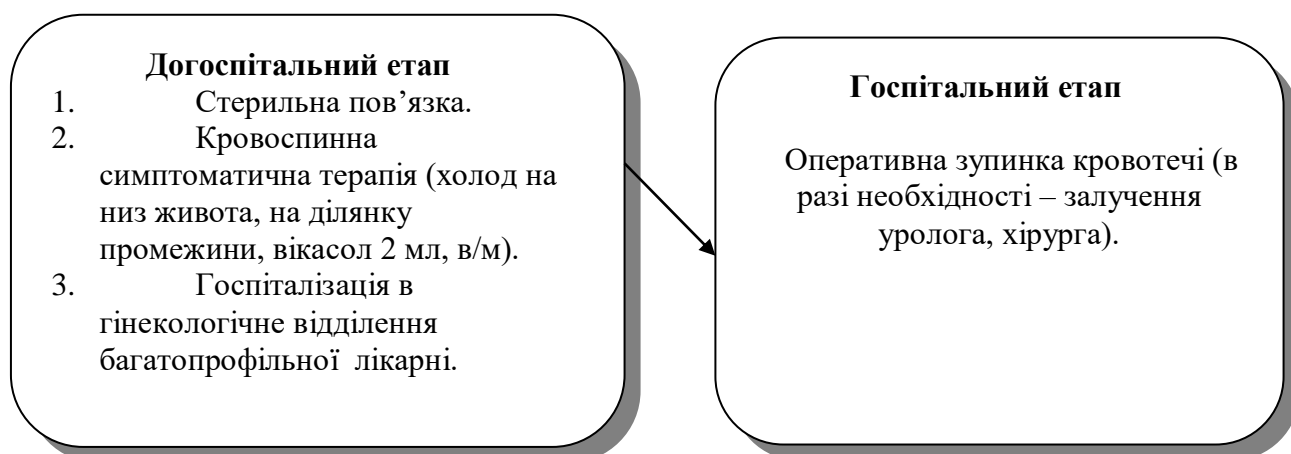 Догоспітальний етап
1. Стерильна пов’язка.
2. Кровоспинна
симптоматична терапія (холод на
низ живота, на ділянку
промежини, вікасол 2 мл, в/м).
3. Госпіталізація в
гінекологічне відділення
багатопрофільної лікарні.
Госпітальний етап
Оперативна зупинка кровотечі (в
разі необхідності – залучення
уролога, хірурга).